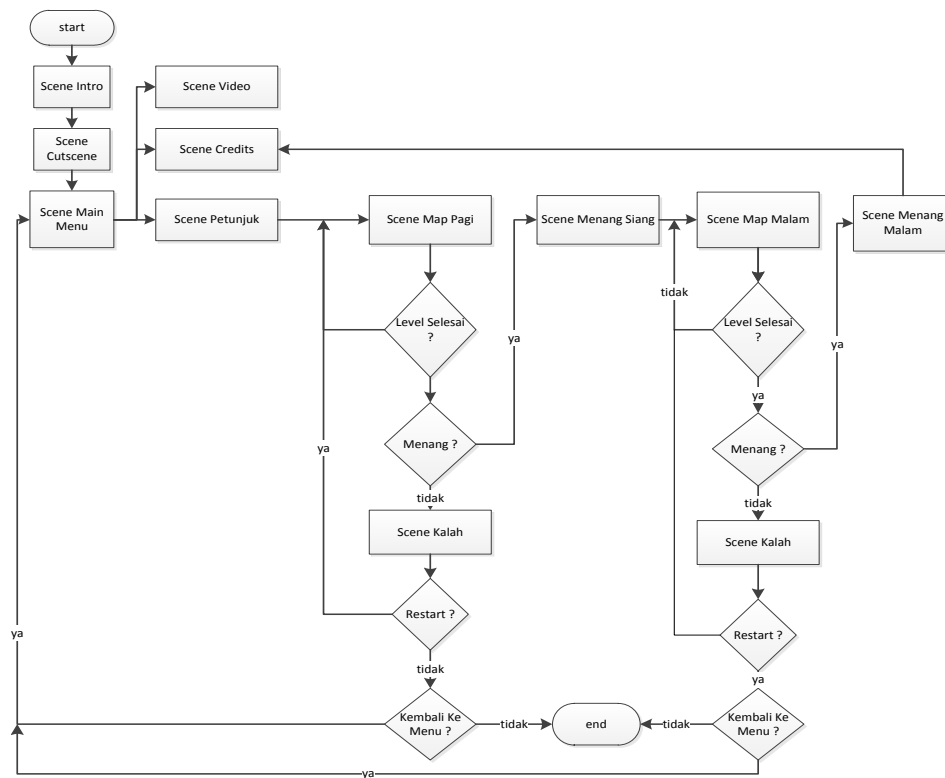 start
Scene Intro
Scene
Cutscene
Scene Main
Menu
Scene Video
Scene Credits
Scene Petunjuk
Scene Map Pagi
Level Selesai
?
Menang ?
tidak
Scene Kalah
Restart ?
tidak
Kembali Ke
Menu ?
ya
ya
ya
Scene Menang Siang
Scene Map Malam
tidak
Level Selesai
?
ya
Menang ?
tidak
Scene Kalah
Restart ?
ya
Kembali Ke
Menu ?
ya
Scene Menang
Malam
tidak
end
tidak
ya